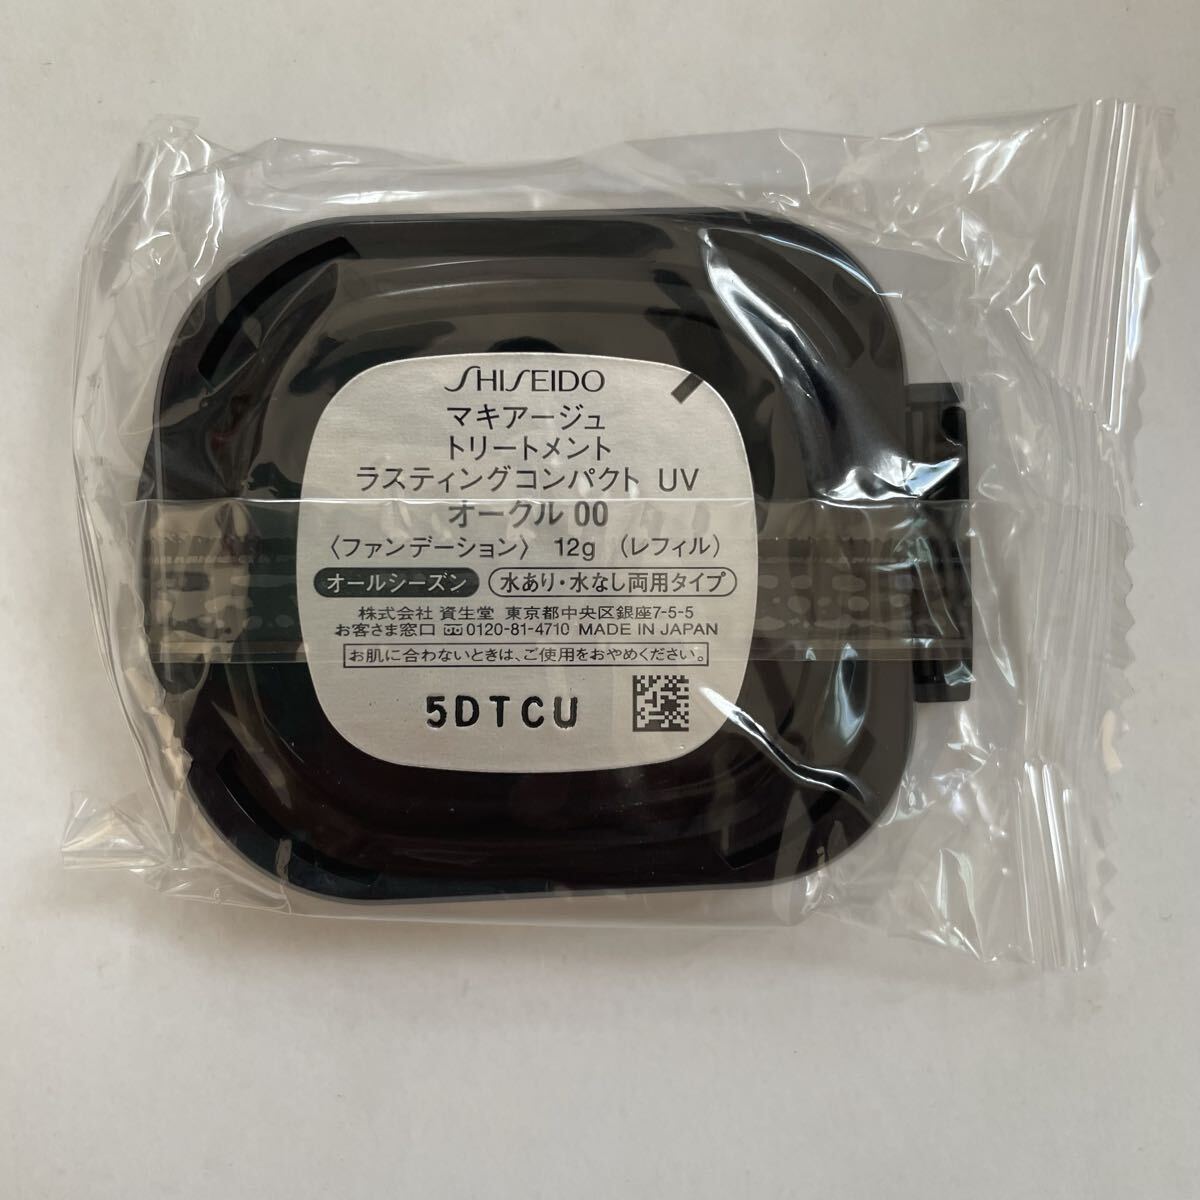 SHISEIDO
マキアージュ
トリートメント
ラスティングコンパクト UV
オークル 00
〈ファンデーション〉 12g （レフィル）
オールシーズン 水あり・水なし両用タイプ
株式会社 資生堂 東京都中央区銀座7-5-5
お客さま窓口 0120-81-4710 MADE IN JAPAN
お肌に合わないときは、ご使用をおやめください。
5DTCU